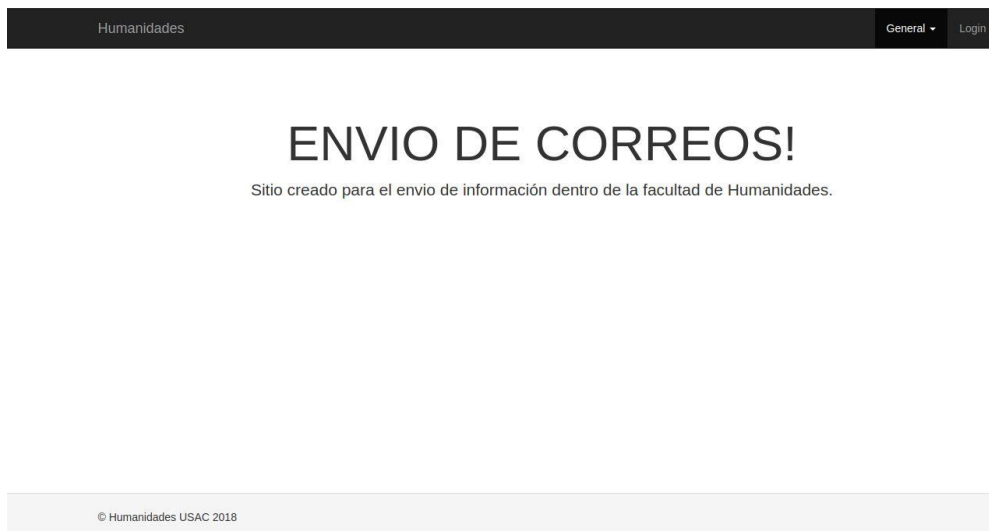 Humanidades
General
Login
ENVIO DE CORREOS!
Sitio creado para el envio de información dentro de la facultad de Humanidades.
© Humanidades USAC 2018